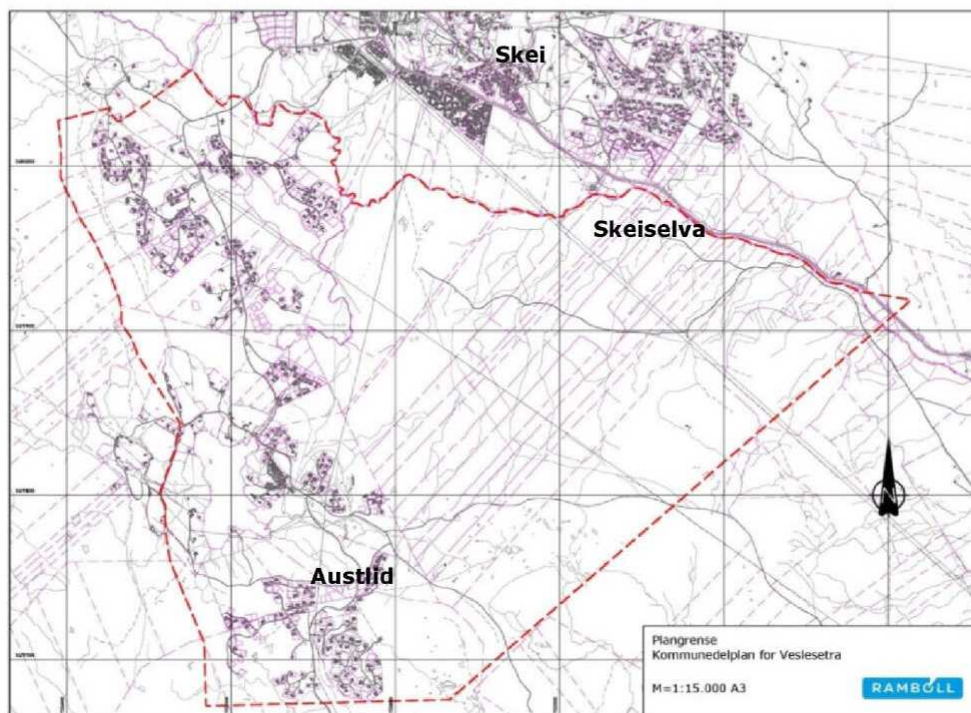 Skei
Skeiselva
Austlid
N
Plangrense
Kommunedelplan for Veslesetra
M=1:15.000 A3
RAMBOLL